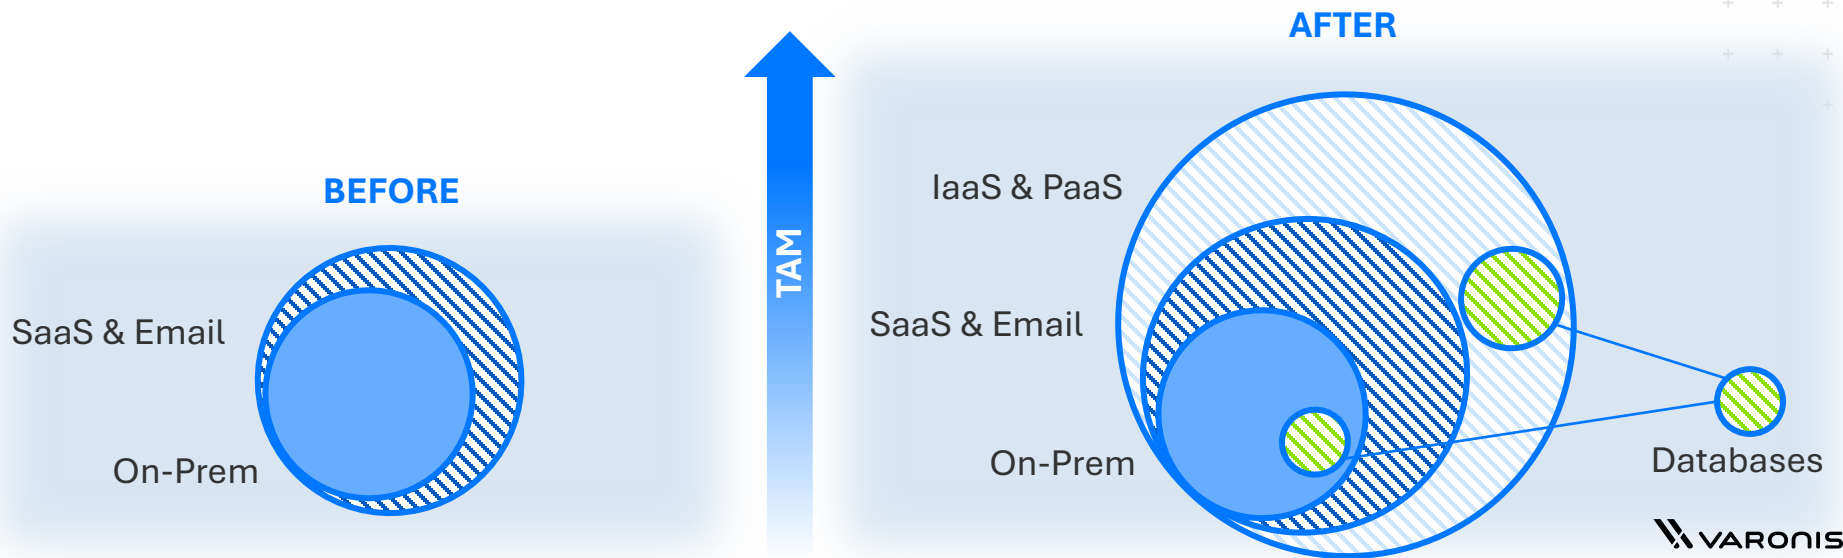 BEFORE
SaaS & Email
On-Prem
TAM
AFTER
IaaS & PaaS
SaaS & Email
On-Prem
Databases
VARONIS